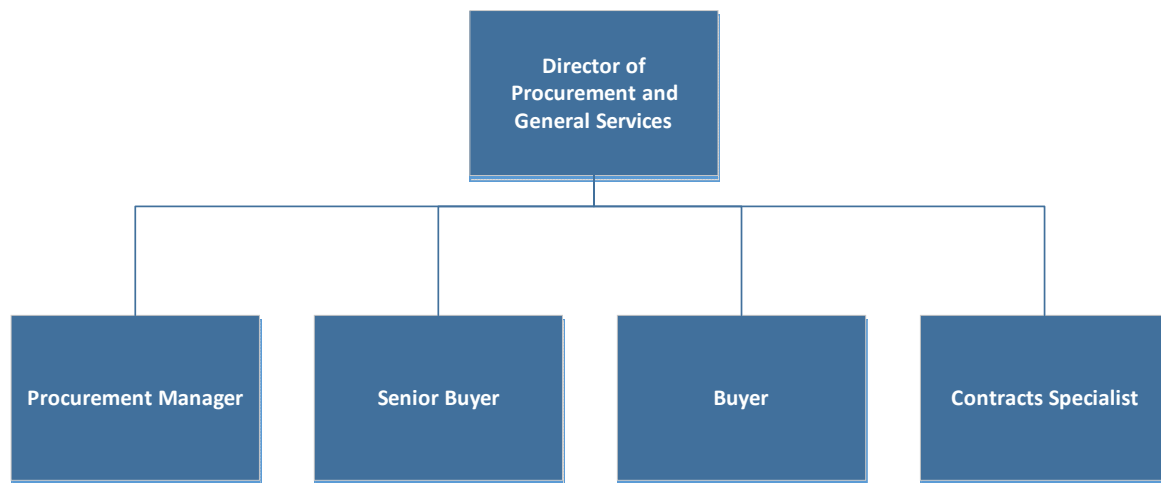 Director of
Procurement and
General Services
Procurement Manager
Senior Buyer
Buyer
Contracts Specialist